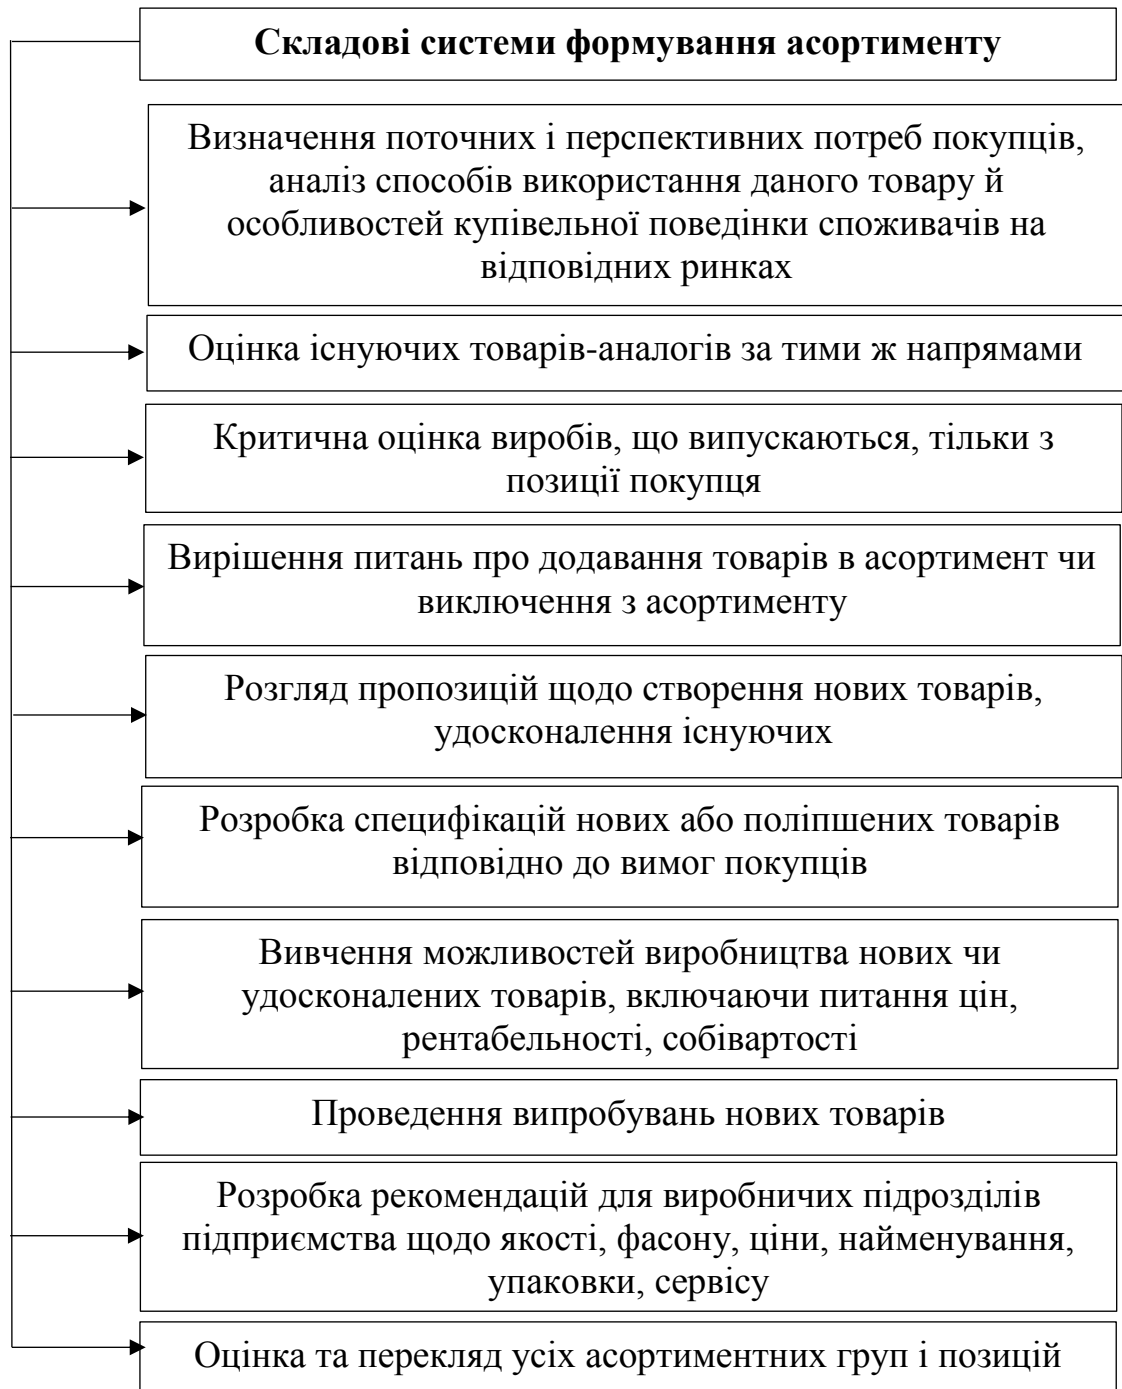 Складові системи формування асортименту
Визначення поточних і перспективних потреб покупців,
аналіз способів використання даного товару й
особливостей купівельної поведінки споживачів на
відповідних ринках
Оцінка існуючих товарів-аналогів за тими ж напрямами
Критична оцінка виробів, що випускаються, тільки з
позиції покупця
Вирішення питань про додавання товарів в асортимент чи
виключення з асортименту
Розгляд пропозицій щодо створення нових товарів,
удосконалення існуючих
Розробка специфікацій нових або поліпшених товарів
відповідно до вимог покупців
Вивчення можливостей виробництва нових чи
удосконалених товарів, включаючи питання цін,
рентабельності, собівартості
Проведення випробувань нових товарів
Розробка рекомендацій для виробничих підрозділів
підприємства щодо якості, фасону, ціни, найменування,
упаковки, сервісу
Оцінка та переклад усіх асортиментних груп і позицій